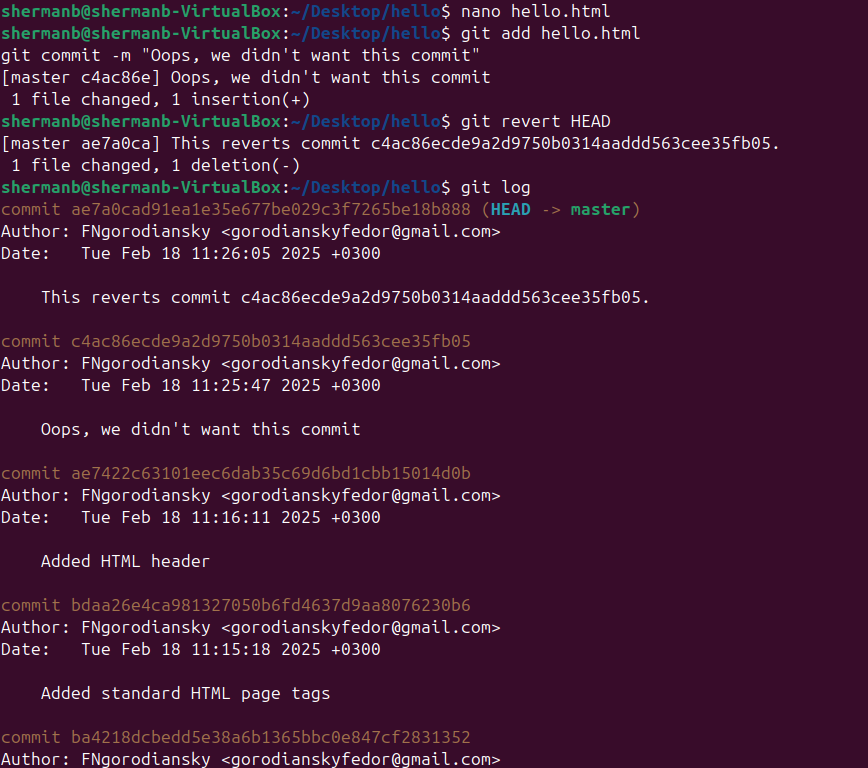 shermanb@shermanb-VirtualBox:~/Desktop/hello$ nano hello.html
shermanb@shermanb-VirtualBox:~/Desktop/hello$ git add hello.html
git commit -m "Oops, we didn't want this commit"
[master c4ac86e] Oops, we didn't want this commit
 1 file changed, 1 insertion(+)
shermanb@shermanb-VirtualBox:~/Desktop/hello$ git revert HEAD
[master ae7a0ca] This reverts commit c4ac86ecde9a2d9750b0314aaddd563cee35fb05.
 1 file changed, 1 deletion(-)
shermanb@shermanb-VirtualBox:~/Desktop/hello$ git log
commit ae7a0cad91ea1e35e677be029c3f7265be18b888 (HEAD -> master)
Author: FNgorodiansky <gorodianskyfedor@gmail.com>
Date:   Tue Feb 18 11:26:05 2025 +0300

    This reverts commit c4ac86ecde9a2d9750b0314aaddd563cee35fb05.

commit c4ac86ecde9a2d9750b0314aaddd563cee35fb05
Author: FNgorodiansky <gorodianskyfedor@gmail.com>
Date:   Tue Feb 18 11:25:47 2025 +0300

    Oops, we didn't want this commit

commit ae7422c63101eec6dab35c69d6bd1cbb15014d0b
Author: FNgorodiansky <gorodianskyfedor@gmail.com>
Date:   Tue Feb 18 11:16:11 2025 +0300

    Added HTML header

commit bdaa26e4ca981327050b6fd4637d9aa8076230b6
Author: FNgorodiansky <gorodianskyfedor@gmail.com>
Date:   Tue Feb 18 11:15:18 2025 +0300

    Added standard HTML page tags

commit ba4218dcbedd5e38a6b1365bbc0e847cf2831352
Author: FNgorodiansky <gorodianskyfedor@gmail.com>